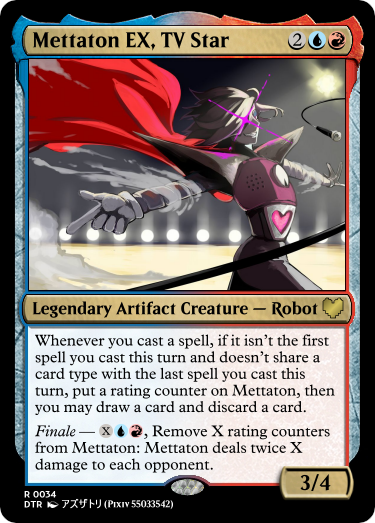 Mettaton EX, TV Star 2
Legendary Artifact Creature — Robot
Whenever you cast a spell, if it isn't the first
spell you cast this turn and doesn't share a
card type with the last spell you cast this
turn, put a rating counter on Mettaton, then
you may draw a card and discard a card.
Finale — X, Remove X rating counters
from Mettaton: Mettaton deals twice X
damage to each opponent.
3/4
R 0034
DTR アズザトリ (Pixiv 55033542)